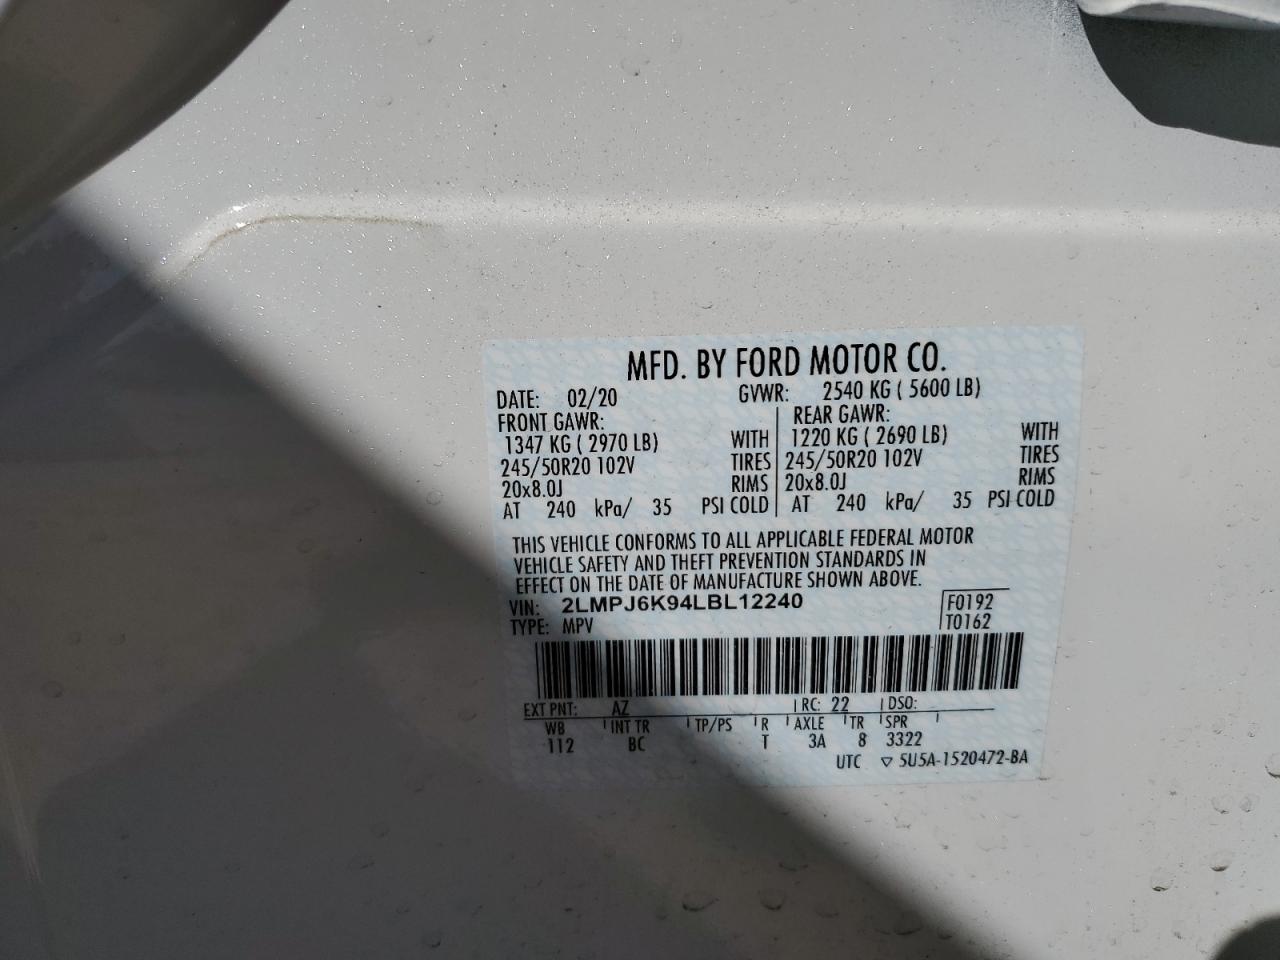 MFD. BY FORD MOTOR CO.
DATE: 02/20 GVWR: 2540 KG ( 5600 LB)
FRONT GAWR: REAR GAWR:
1347 KG ( 2970 LB) WITH 1220 KG ( 2690 LB) WITH
245/50R20 102V TIRES 245/50R20 102V TIRES
20x8.0J RIMS 20x8.0J RIMS
AT 240 kPa/ 35 PSI COLD AT 240 kPa/ 35 PSI COLD
THIS VEHICLE CONFORMS TO ALL APPLICABLE FEDERAL MOTOR
VEHICLE SAFETY AND THEFT PREVENTION STANDARDS IN
EFFECT ON THE DATE OF MANUFACTURE SHOWN ABOVE.
VIN: 2LMPJ6K94LBL12240 F0192
TYPE: MPV T0162
EXT PNT: AZ RC: 22 DSO:
WB INT TR TP/PS R AXLE TR SPR
112 BC T 3A 8 3322
UTC ▽ 5U5A-1520472-BA